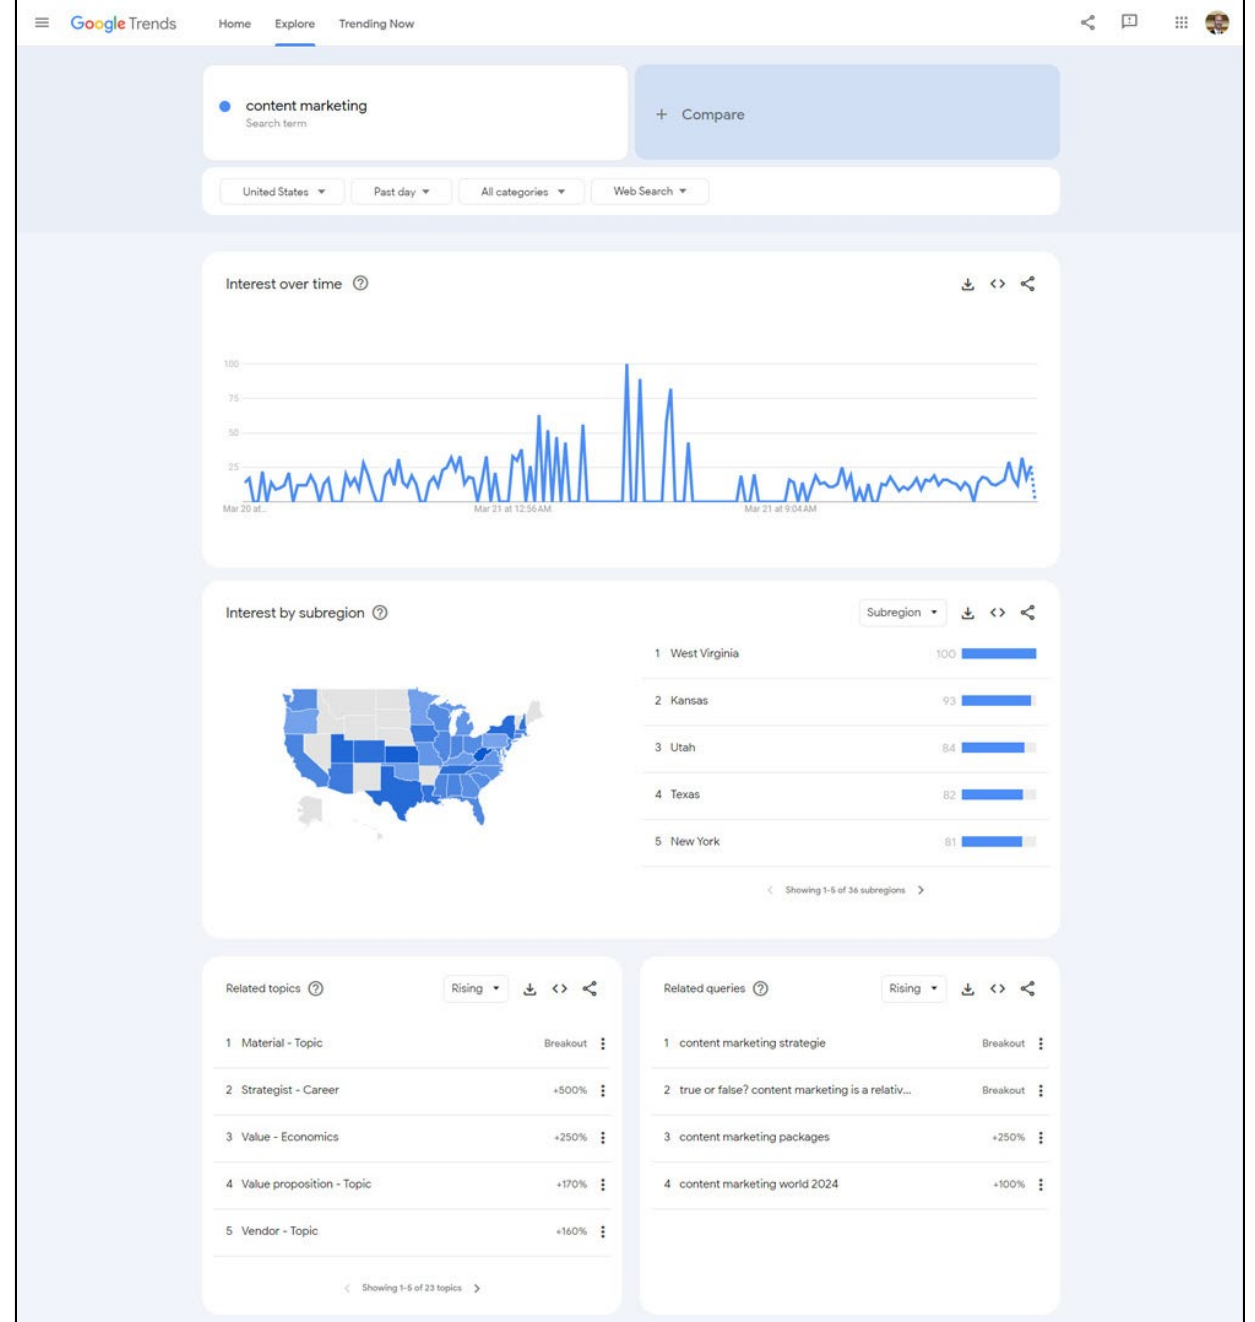 Google Trends
Home Explore Trending Now
content marketing
Search term
+ Compare
United States
Past day
All categories
Web Search
Interest over time
100
75
50
25
Mar 20 at...
Mar 21 at 12:56 AM
Mar 21 at 9:04 AM
Interest by subregion
Subregion
1 West Virginia 100
2 Kansas 93
3 Utah 84
4 Texas 82
5 New York 81
Showing 1-5 of 36 subregions
Related topics
Rising
1 Material - Topic Breakout
2 Strategist - Career +500%
3 Value - Economics +250%
4 Value proposition - Topic +170%
5 Vendor - Topic +160%
Showing 1-5 of 23 topics
Related queries
Rising
1 content marketing strategie Breakout
2 true or false? content marketing is a relativ... Breakout
3 content marketing packages +250%
4 content marketing world 2024 +100%